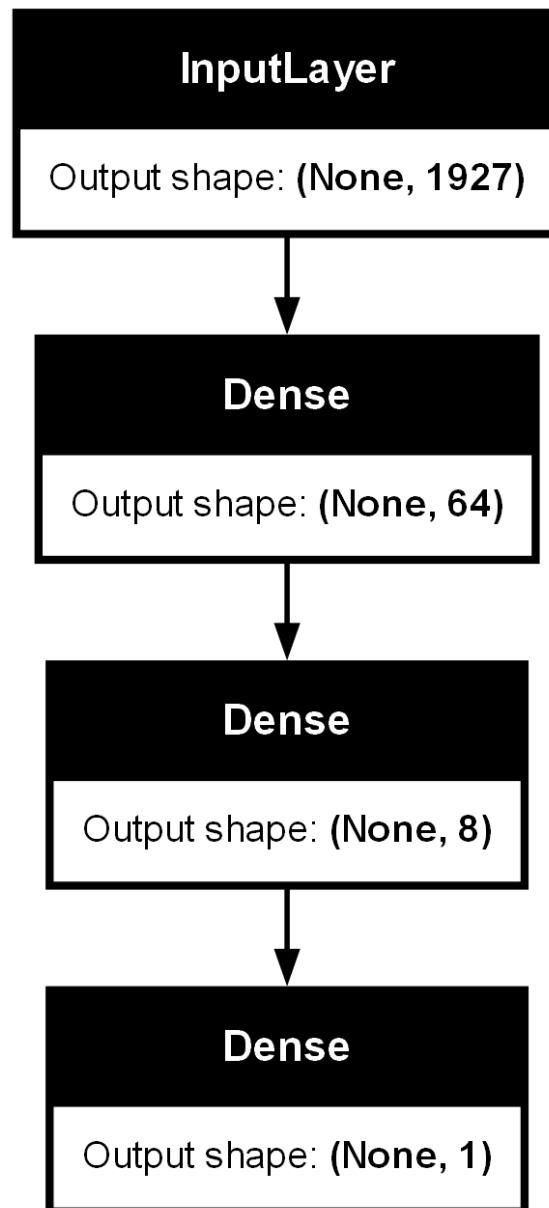 InputLayer
Output shape: (None, 1927)
Dense
Output shape: (None, 64)
Dense
Output shape: (None, 8)
Dense
Output shape: (None, 1)